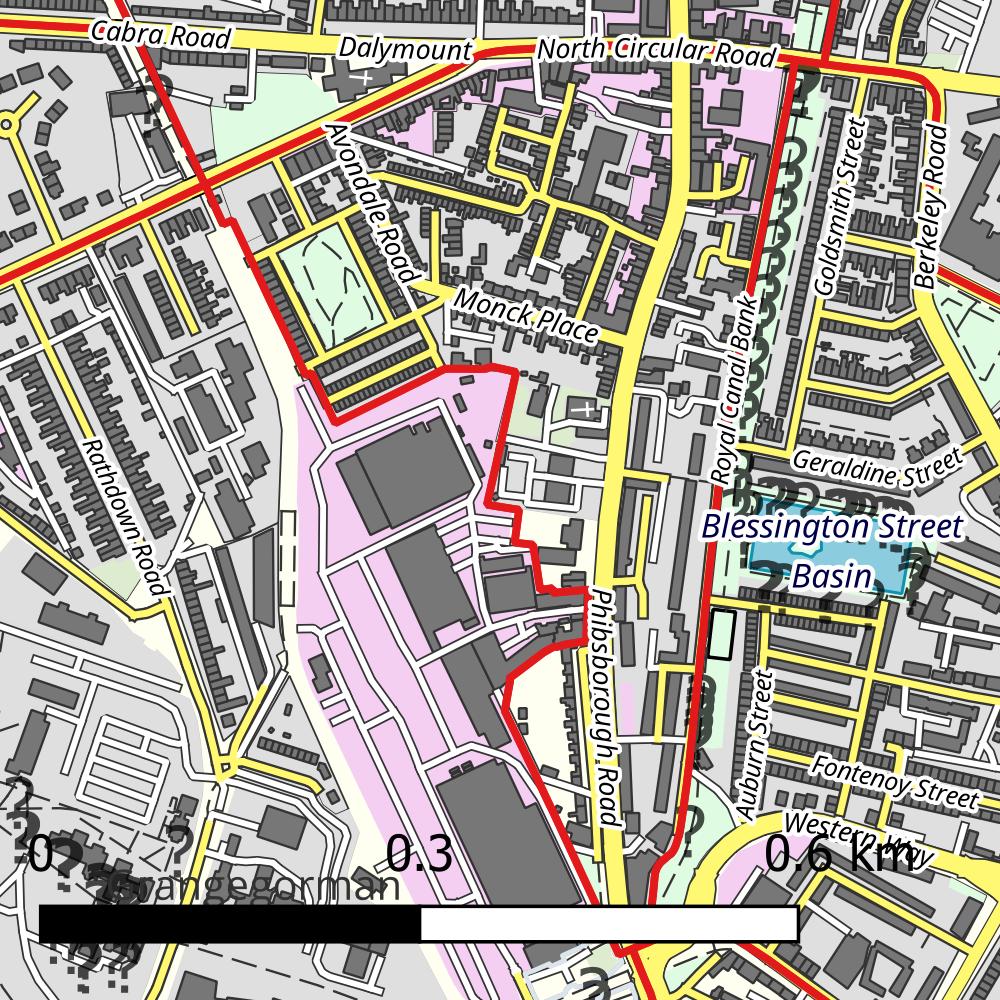 Cabra Road
Dalymount
North Circular Road
Avondale Road
Goldsmith Street
Berkeley Road
Monck Place
Royal Canal Bank
Rathdown Road
Geraldine Street
Blessington Street
Basin
Phibsborough Road
Auburn Street
Fontenoy Street
Western Way
0
0.3
0.6 km
Grangegorman